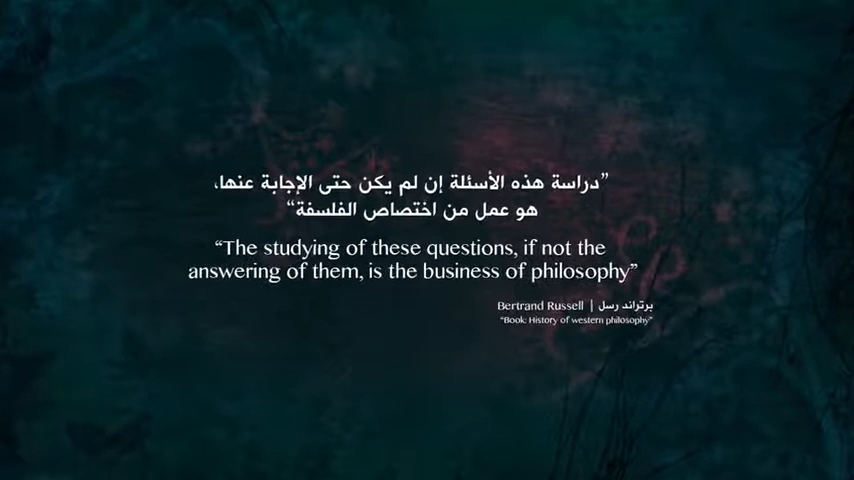 ”دراسة هذه الأسئلة إن لم يكن حتى الإجابة عنها،
هو عمل من اختصاص الفلسفة“
“The studying of these questions, if not the
answering of them, is the business of philosophy”
Bertrand Russell | برتراند رسل
“Book: History of western philosophy”